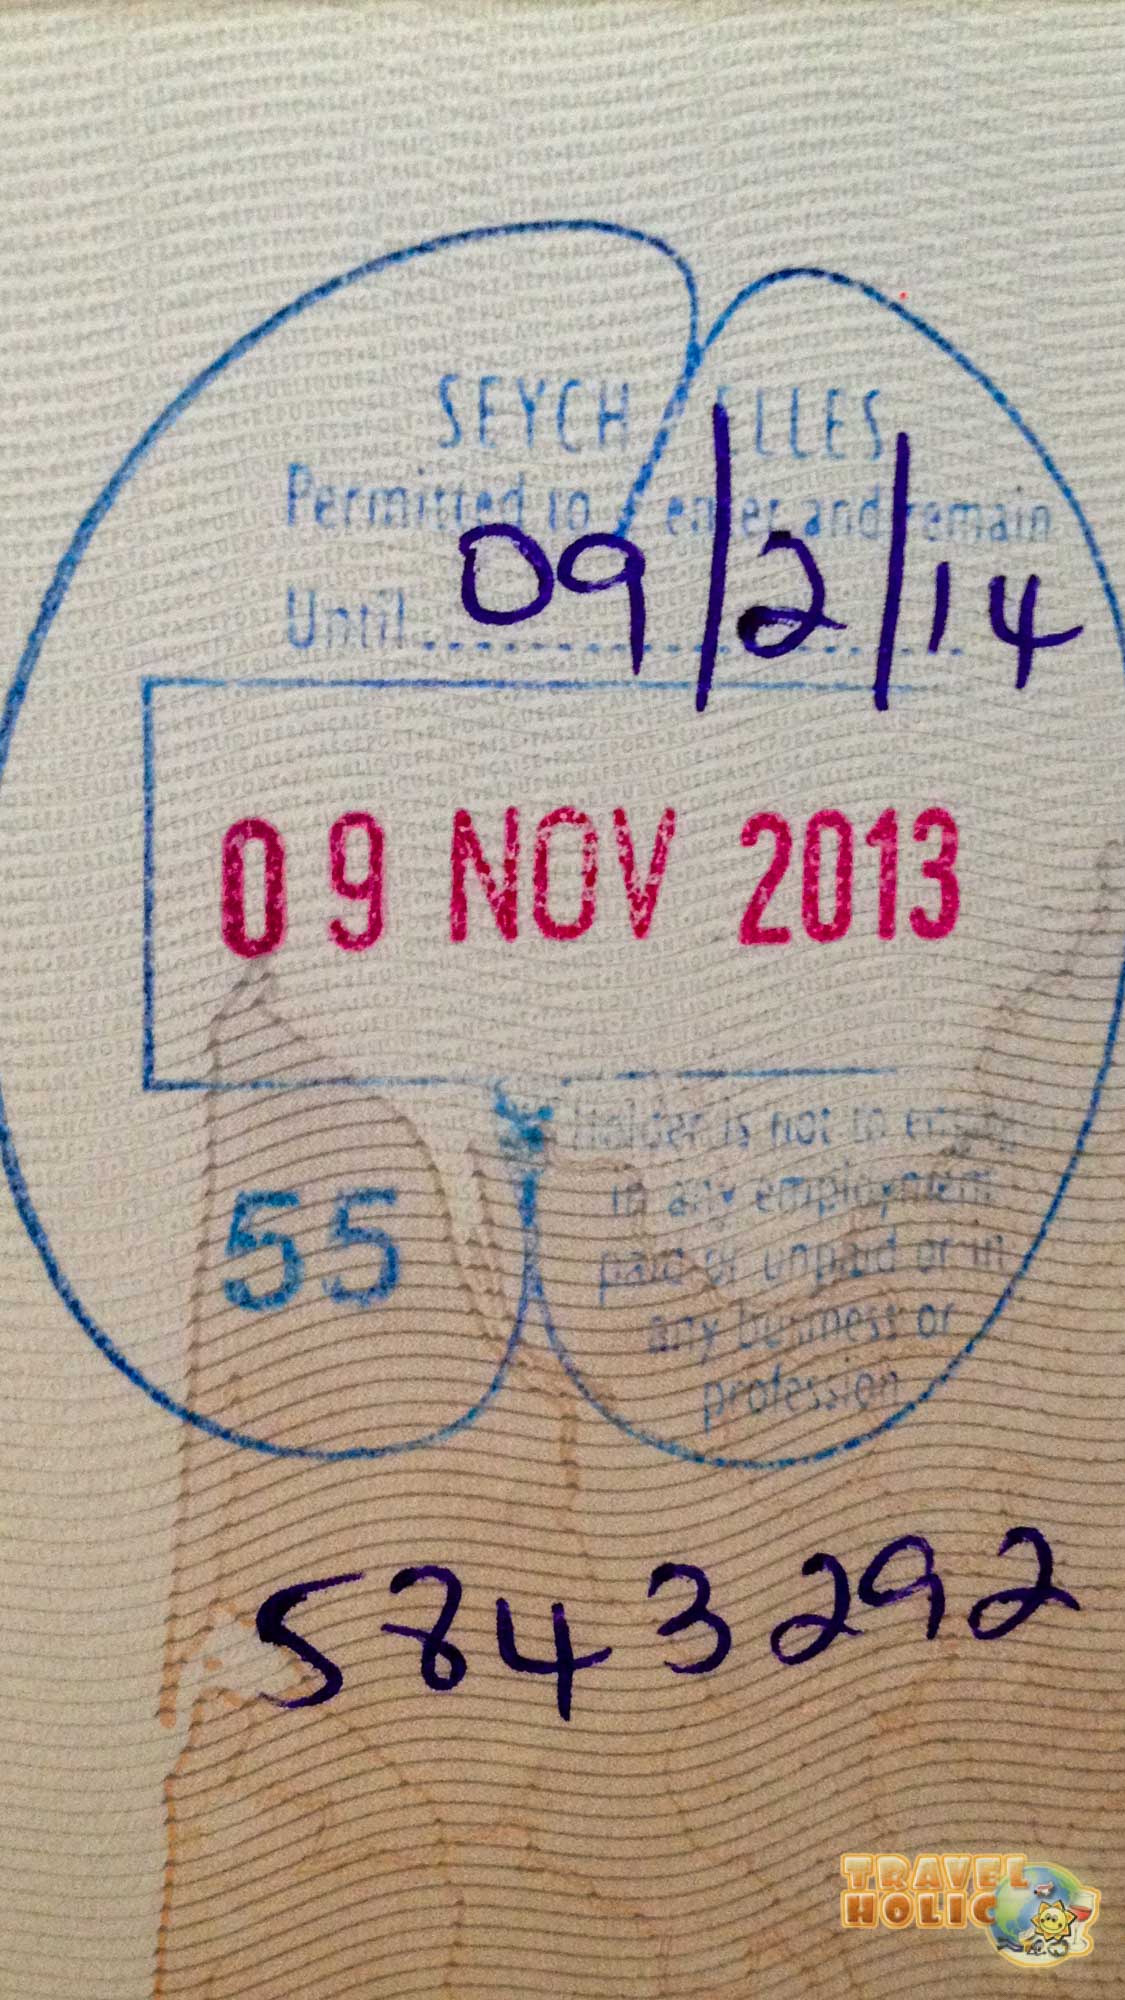 SEYCHELLES
Permitted to enter and remain
Until 09/2/14
09 NOV 2013
holder is not to engage
55
in any employment
paid or unpaid or in
any business or
profession
5843292
TRAVEL
HOLIC